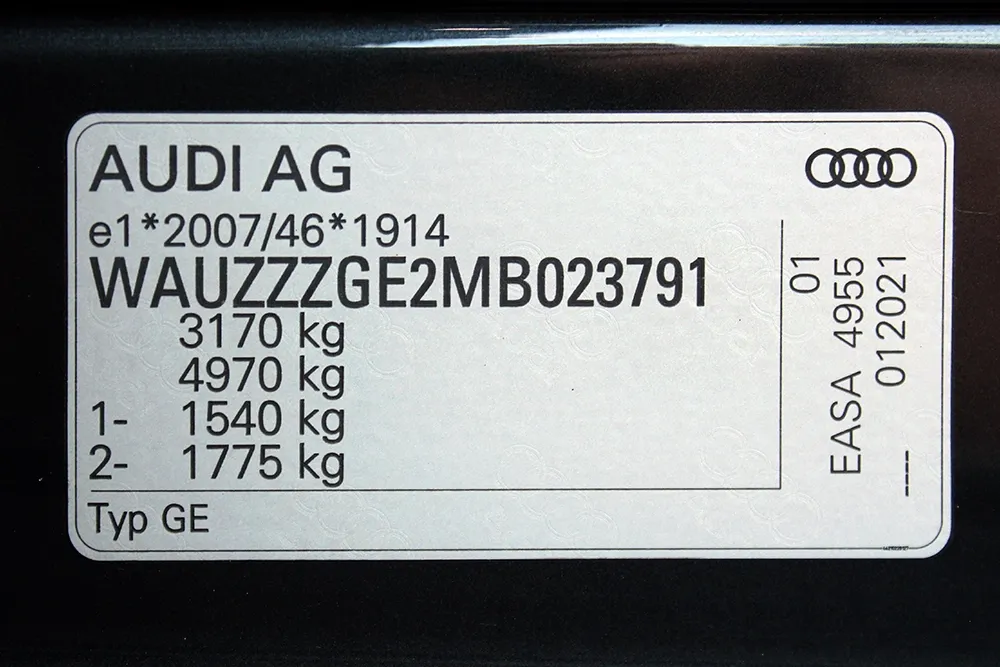 AUDI AG
e1*2007/46*1914
WAUZZZGE2MB023791
3170 kg
4970 kg
1- 1540 kg
2- 1775 kg
Typ GE
01
EASA 4955
---- 012021